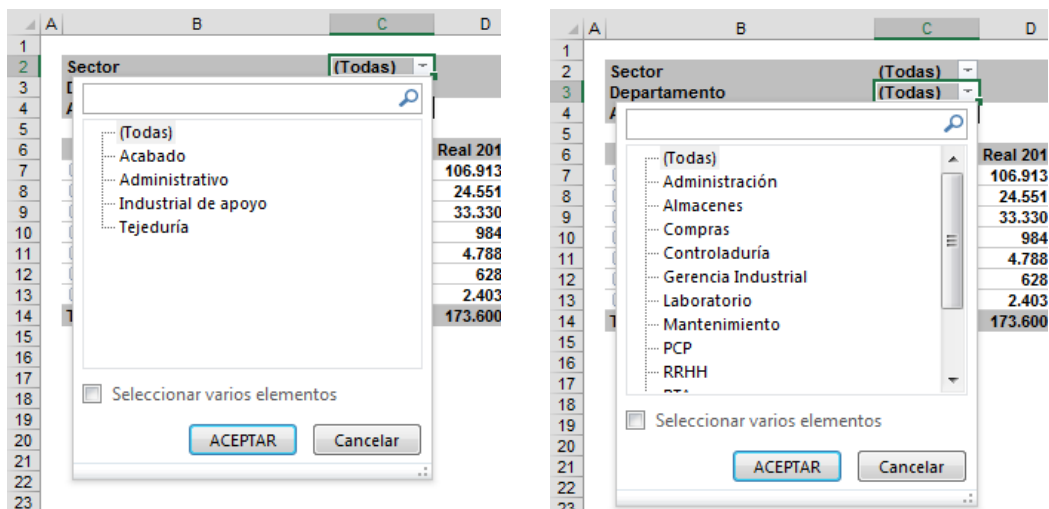 A B C D
1
2 Sector (Todas)
3
4
5
6 Real 201
7 106.913
8 24.551
9 33.330
10 984
11 4.788
12 628
13 2.403
14 173.600
15
16
17
18
19
20
21
22
23
(Todas)
Acabado
Administrativo
Industrial de apoyo
Tejeduría
Seleccionar varios elementos
ACEPTAR Cancelar
A B C D
1
2 Sector (Todas)
3 Departamento (Todas)
4
5
6 Real 201
7 106.913
8 24.551
9 33.330
10 984
11 4.788
12 628
13 2.403
14 173.600
15
16
17
18
19
20
21
22
23
(Todas)
Administración
Almacenes
Compras
Controladuría
Gerencia Industrial
Laboratorio
Mantenimiento
PCP
RRHH
Seleccionar varios elementos
ACEPTAR Cancelar